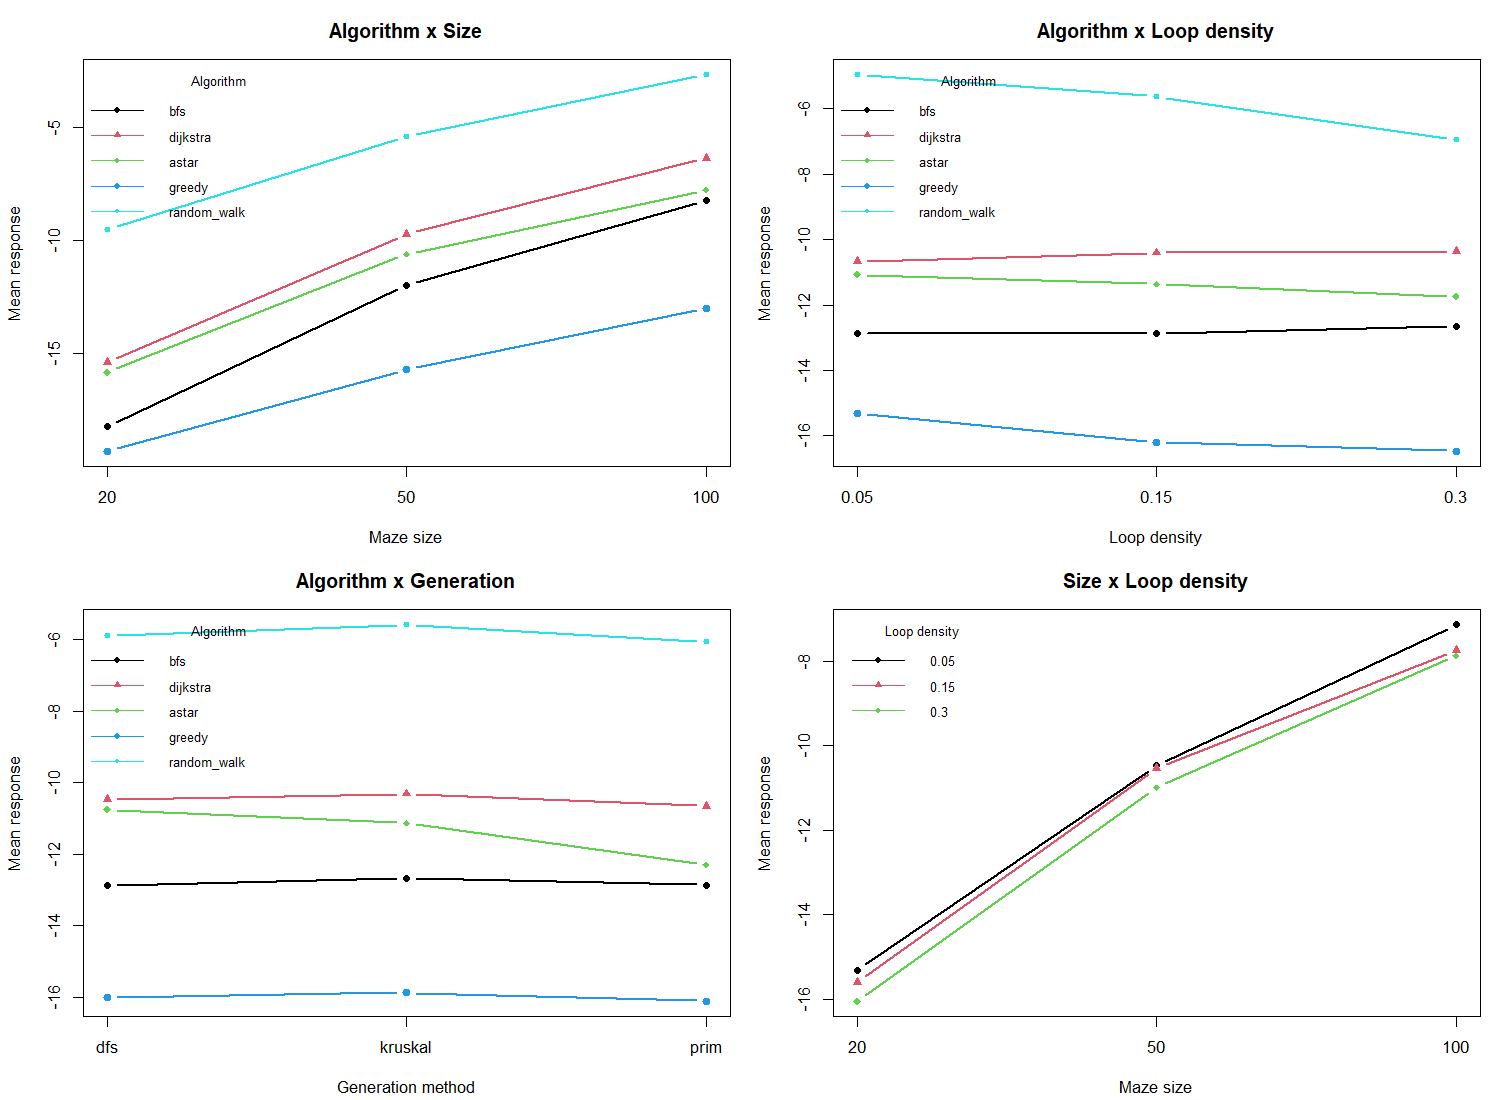 Algorithm x Size
Algorithm
bfs
dijkstra
astar
greedy
random_walk
Mean response
-5
-10
-15
20
50
100
Maze size
Algorithm x Loop density
Algorithm
bfs
dijkstra
astar
greedy
random_walk
Mean response
-6
-8
-10
-12
-14
-16
0.05
0.15
0.3
Loop density
Algorithm x Generation
Algorithm
bfs
dijkstra
astar
greedy
random_walk
Mean response
-6
-8
-10
-12
-14
-16
dfs
kruskal
prim
Generation method
Size x Loop density
Loop density
0.05
0.15
0.3
Mean response
-8
-10
-12
-14
-16
20
50
100
Maze size